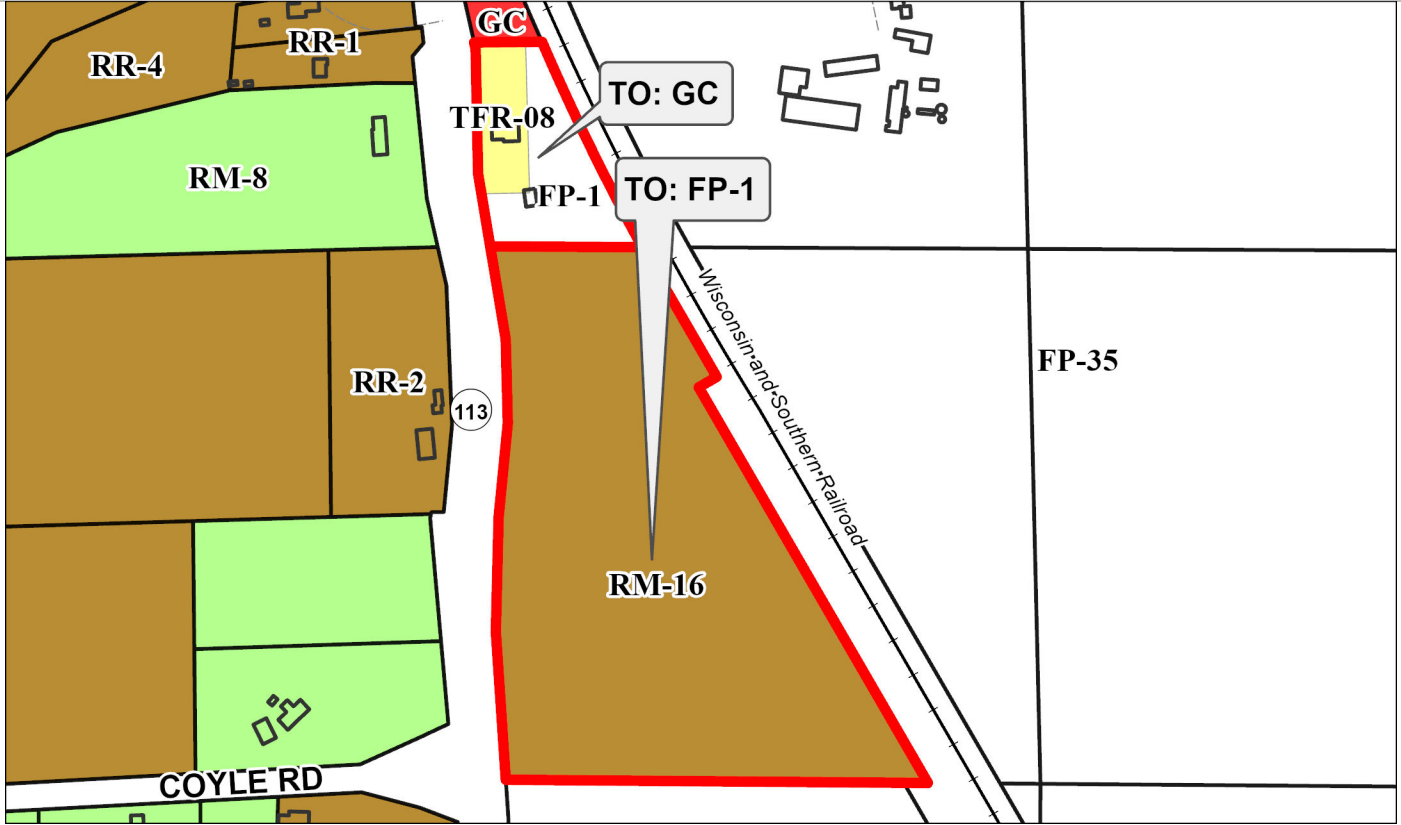 GC
RR-1
RR-4
TO: GC
TFR-08
RM-8
TO: FP-1
FP-1
Wisconsin and Southern Railroad
FP-35
RR-2
113
RM-16
COYLE RD